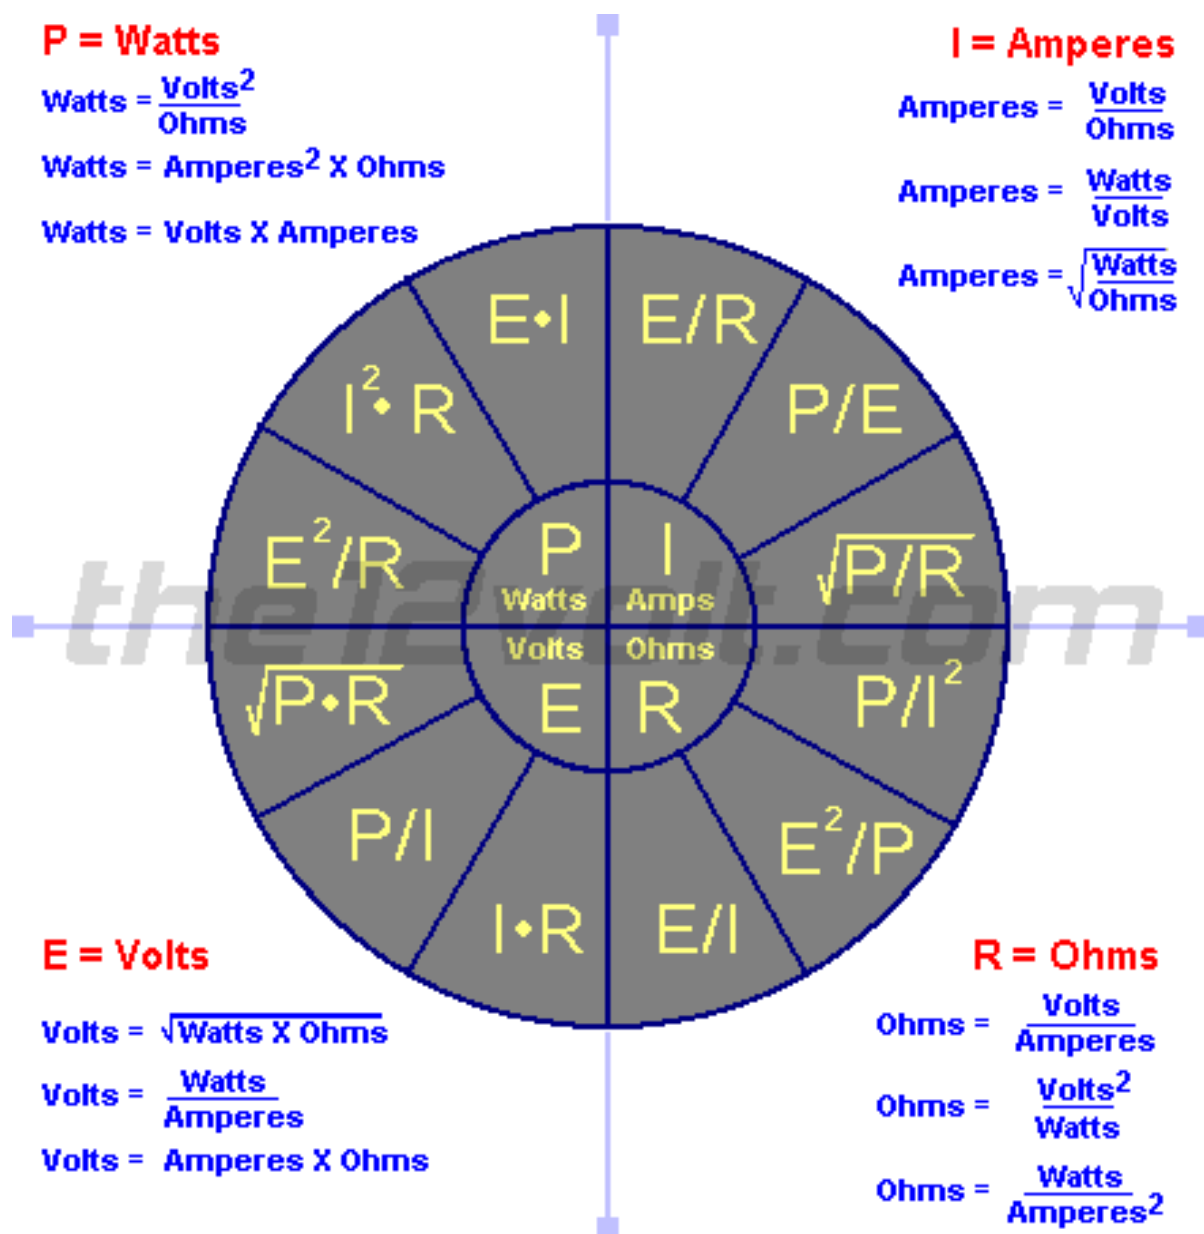 P = Watts
Watts = Volts²
Ohms
Watts = Amperes² X Ohms
Watts = Volts X Amperes
I = Amperes
Amperes = Volts
Ohms
Amperes = Watts
Volts
Amperes = √Watts
Ohms
E•I
E/R
I²• R
P/E
E²/R
√P/R
P
Watts
I
Amps
the12volt.com
Volts
E
Ohms
R
√P•R
P/I²
P/I
E²/P
I•R
E/I
E = Volts
Volts = √Watts X Ohms
Volts = Watts
Amperes
Volts = Amperes X Ohms
R = Ohms
Ohms = Volts
Amperes
Ohms = Volts²
Watts
Ohms = Watts
Amperes²